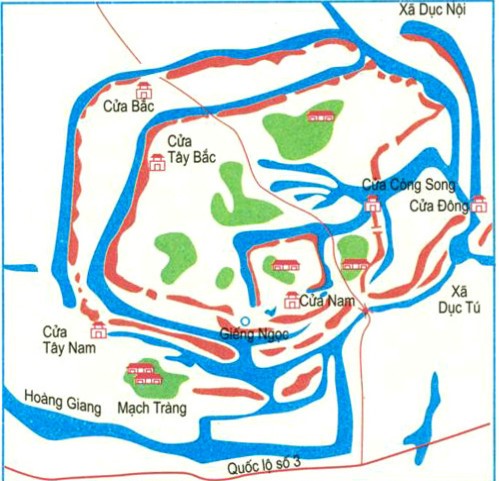 Xã Dục Nội
Cửa Bắc
Cửa
Tây Bắc
Cửa Cống Song
Cửa Đông
Cửa Nam
Xã
Dục Tú
Giếng Ngọc
Cửa
Tây Nam
Hoàng Giang
Mạch Tràng
Quốc lộ số 3